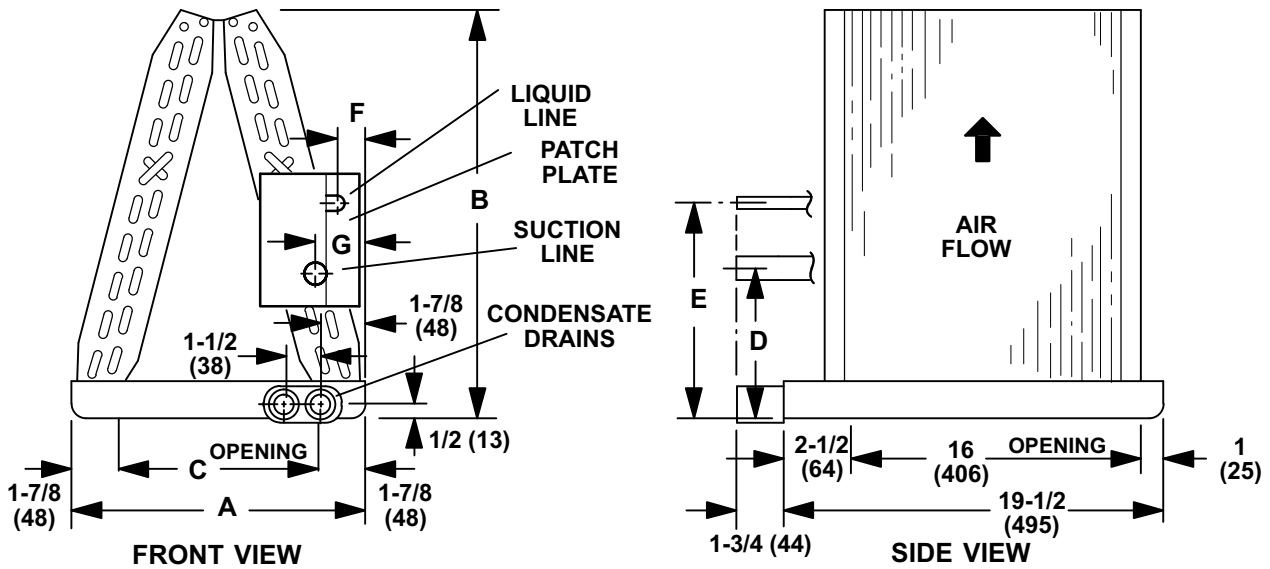 F
LIQUID
LINE
PATCH
PLATE
B
G
SUCTION
LINE
1-7/8
(48)
CONDENSATE
DRAINS
1-1/2
(38)
1/2 (13)
OPENING
C
1-7/8
(48)
A
1-7/8
(48)
FRONT VIEW
AIR
FLOW
E
D
2-1/2
(64)
16
(406)
OPENING
1
(25)
19-1/2
(495)
1-3/4 (44)
SIDE VIEW